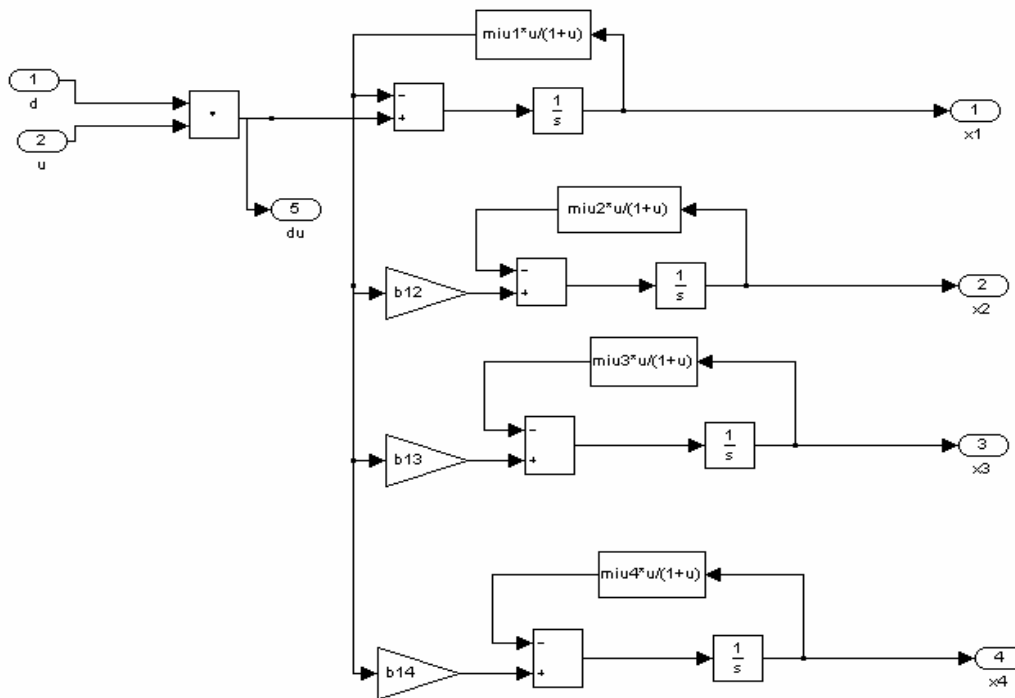 miu1*u/(1+u)
1
d
-
+
1
s
1
x1
2
u
5
du
miu2*u/(1+u)
b12
-
+
1
s
2
x2
miu3*u/(1+u)
b13
-
+
1
s
3
x3
miu4*u/(1+u)
b14
-
+
1
s
4
x4